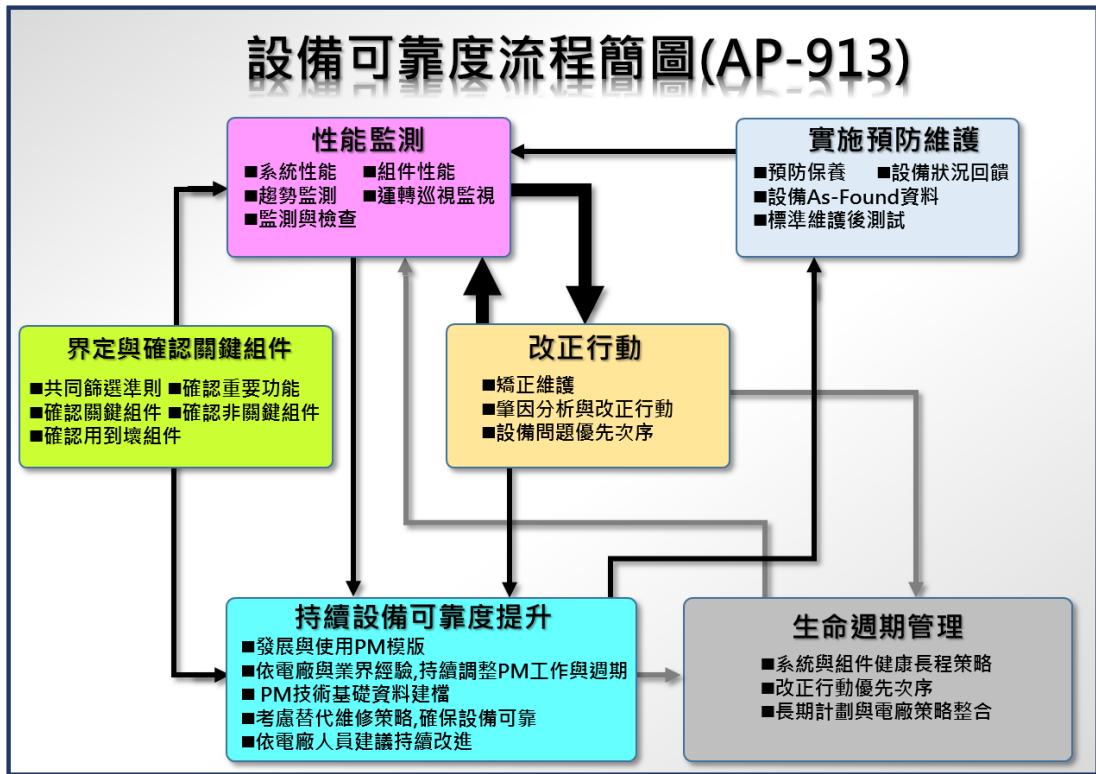 設備可靠度流程簡圖(AP-913)
性能監測
■系統性能 ■組件性能
■趨勢監測 ■運轉巡視監視
■監測與檢查
實施預防維護
■預防保養 ■設備狀況回饋
■設備As-Found資料
■標準維護後測試
界定與確認關鍵組件
■共同篩選準則 ■確認重要功能
■確認關鍵組件 ■確認非關鍵組件
■確認用到壞組件
改正行動
■矯正維護
■肇因分析與改正行動
■設備問題優先次序
持續設備可靠度提升
■發展與使用PM模版
■依電廠與業界經驗,持續調整PM工作與週期
■ PM技術基礎資料建檔
■考慮替代維修策略,確保設備可靠
■依電廠人員建議持續改進
生命週期管理
■系統與組件健康長程策略
■改正行動優先次序
■長期計劃與電廠策略整合